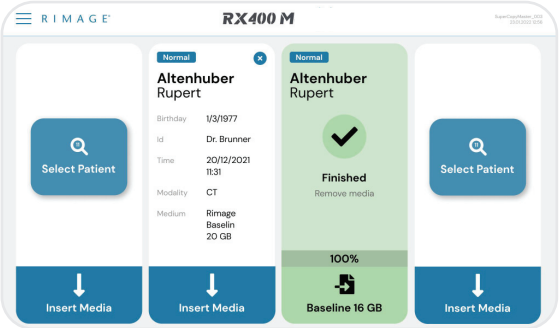 RIMAGE
RX400 M
Select Patient
Insert Media
Normal
Altenhuber
Rupert
Birthday 1/3/1977
Id Dr. Brunner
Time 20/12/2021
11:31
Modality CT
Medium Rimage
Baselin
20 GB
Insert Media
Normal
Altenhuber
Rupert
Finished
Remove media
100%
Baseline 16 GB
Select Patient
Insert Media